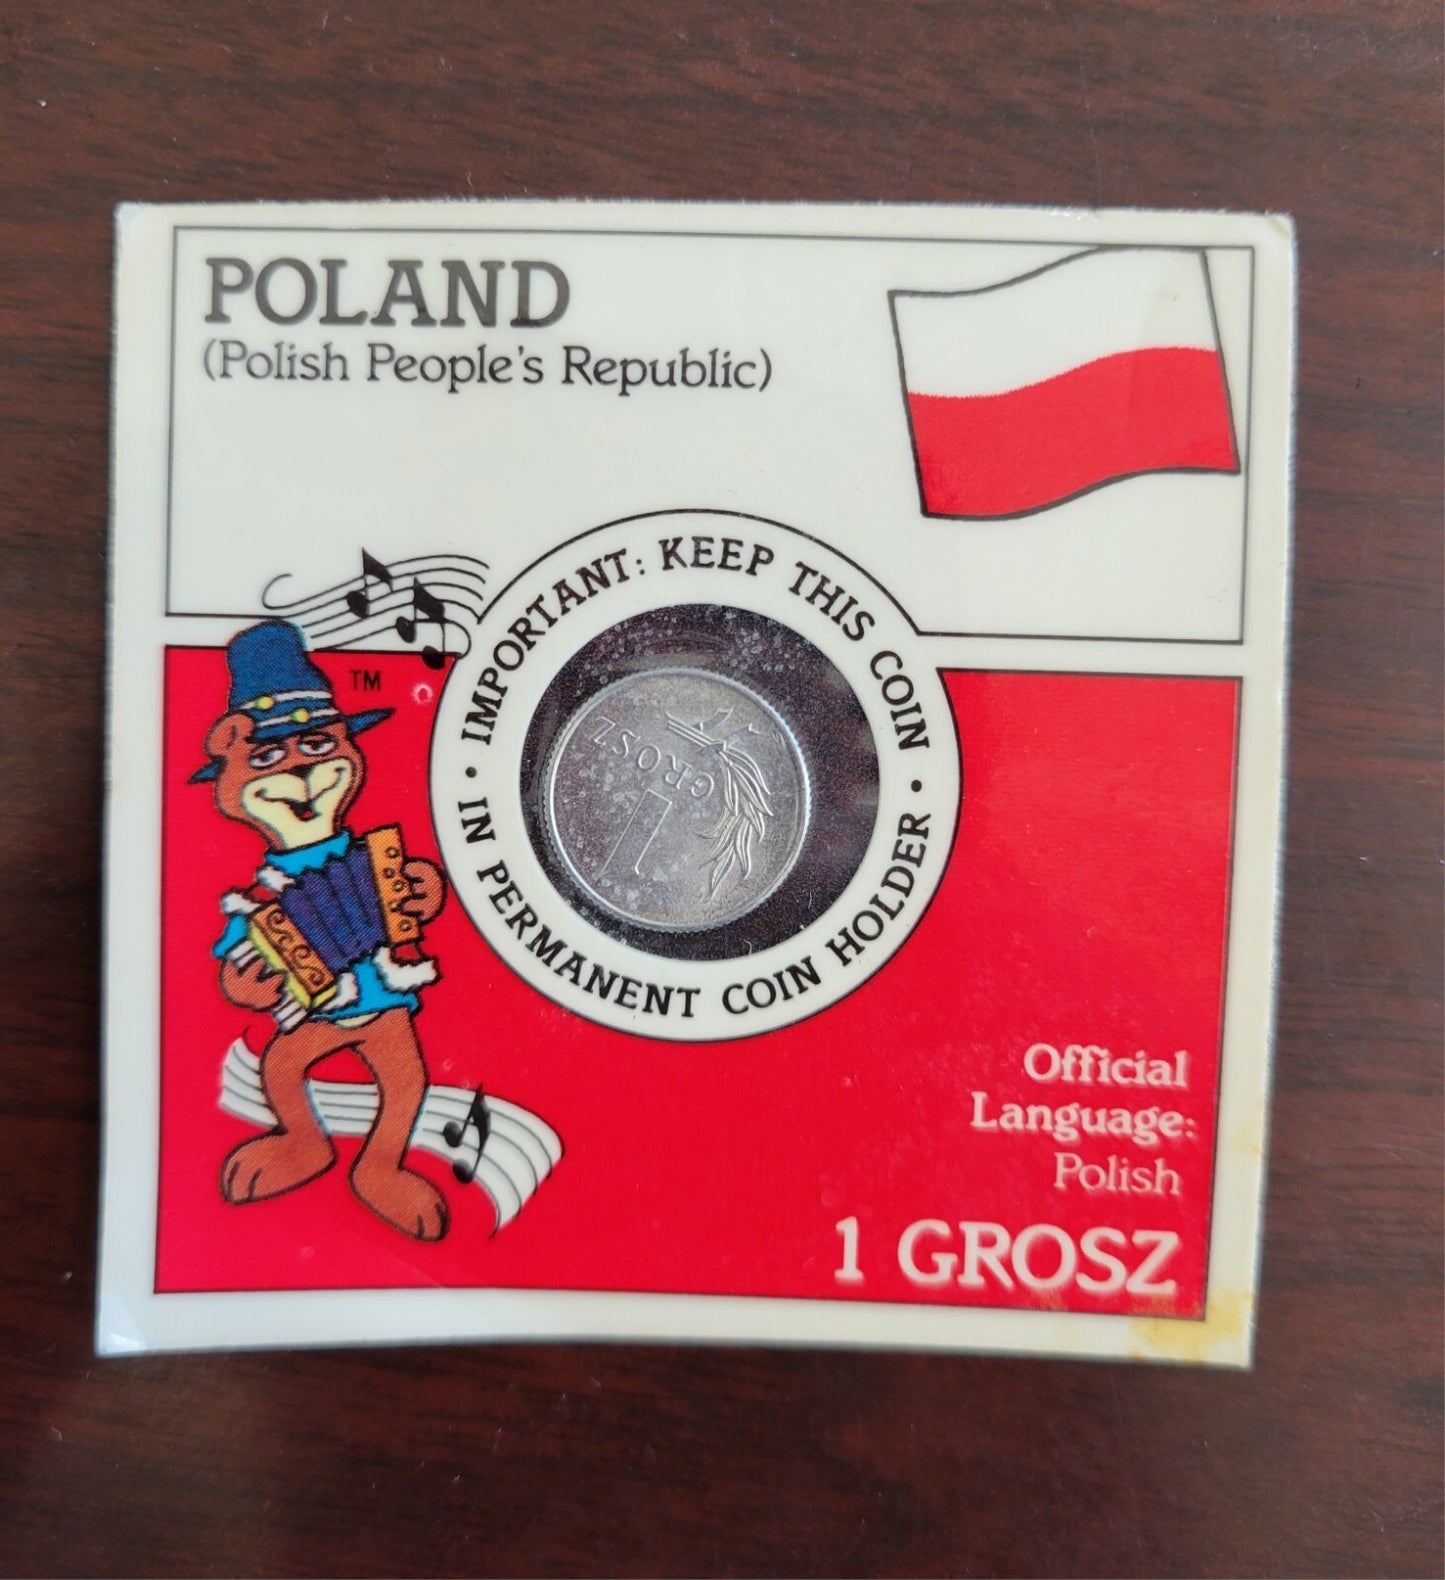 POLAND
(Polish People's Republic)
TM
• IMPORTANT: KEEP THIS COIN •
IN PERMANENT COIN HOLDER
1
GROSZ
Official
Language:
Polish
1 GROSZ